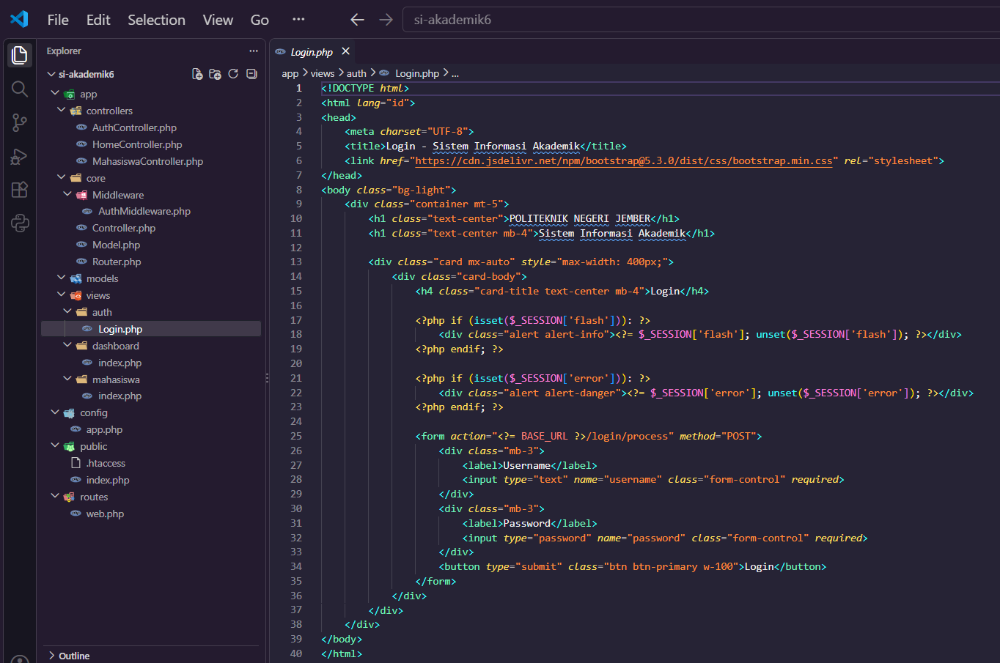 File Edit Selection View Go ··· si-akademik6
Explorer ···
si-akademik6
app
controllers
AuthController.php
HomeController.php
MahasiswaController.php
core
Middleware
AuthMiddleware.php
Controller.php
Model.php
Router.php
models
views
auth
Login.php
dashboard
index.php
mahasiswa
index.php
config
app.php
public
.htaccess
index.php
routes
web.php
Outline
Login.php
app > views > auth > Login.php > ...
1 <!DOCTYPE html>
2 <html lang="id">
3 <head>
4 <meta charset="UTF-8">
5 <title>Login - Sistem Informasi Akademik</title>
6 <link href="https://cdn.jsdelivr.net/npm/bootstrap@5.3.0/dist/css/bootstrap.min.css" rel="stylesheet">
7 </head>
8 <body class="bg-light">
9 <div class="container mt-5">
10 <h1 class="text-center">POLITEKNIK NEGERI JEMBER</h1>
11 <h1 class="text-center mb-4">Sistem Informasi Akademik</h1>
12
13 <div class="card mx-auto" style="max-width: 400px;">
14 <div class="card-body">
15 <h4 class="card-title text-center mb-4">Login</h4>
16
17 <?php if (isset($_SESSION['flash'])): ?>
18 <div class="alert alert-info"><?= $_SESSION['flash']; unset($_SESSION['flash']); ?></div>
19 <?php endif; ?>
20
21 <?php if (isset($_SESSION['error'])): ?>
22 <div class="alert alert-danger"><?= $_SESSION['error']; unset($_SESSION['error']); ?></div>
23 <?php endif; ?>
24
25 <form action="<?= BASE_URL ?>/login/process" method="POST">
26 <div class="mb-3">
27 <label>Username</label>
28 <input type="text" name="username" class="form-control" required>
29 </div>
30 <div class="mb-3">
31 <label>Password</label>
32 <input type="password" name="password" class="form-control" required>
33 </div>
34 <button type="submit" class="btn btn-primary w-100">Login</button>
35 </form>
36 </div>
37 </div>
38 </div>
39 </body>
40 </html>